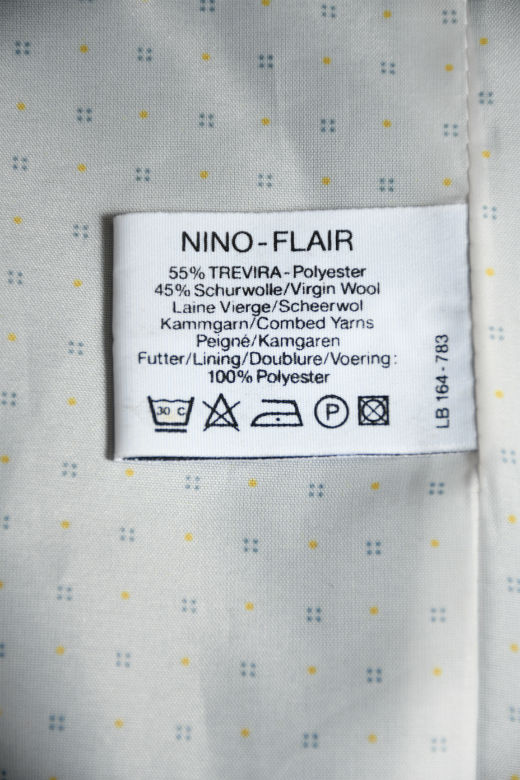 NINO-FLAIR
55% TREVIRA-Polyester
45% Schurwolle/Virgin Wool
Laine Vierge/Scheerwol
Kammgarn/Combed Yarns
Peigné/Kamgaren
Futter/Lining/Doublure/Voering:
100% Polyester
30 C P
LB 164-783